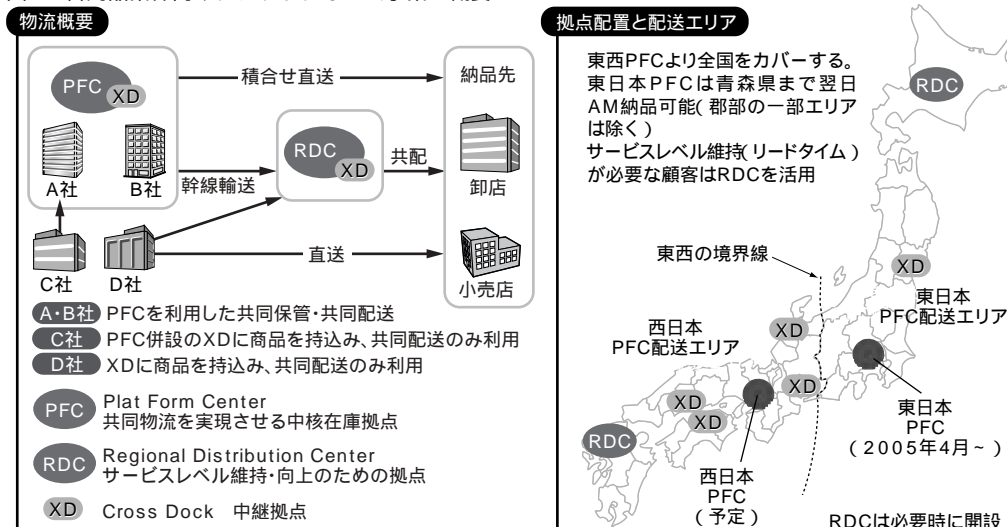 物流概要
PFC
XD
A社
B社
C社
D社
積合せ直送
幹線輸送
RDC
XD
共配
直送
納品先
卸店
小売店
A・B社 PFCを利用した共同保管・共同配送
C社 PFC併設のXDに商品を持込み、共同配送のみ利用
D社 XDに商品を持込み、共同配送のみ利用
PFC Plat Form Center
共同物流を実現させる中核在庫拠点
RDC Regional Distribution Center
サービスレベル維持・向上のための拠点
XD Cross Dock 中継拠点
拠点配置と配送エリア
東西PFCより全国をカバーする。
東日本PFCは青森県まで翌日
AM納品可能(郡部の一部エリア
は除く)
サービスレベル維持(リードタイム)
が必要な顧客はRDCを活用
RDC
東西の境界線
XD
東日本
PFC配送エリア
西日本
PFC配送エリア
XD
XD
XD
XD
RDC
東日本
PFC
(2005年4月~)
西日本
PFC
(予定)
RDCは必要時に開設